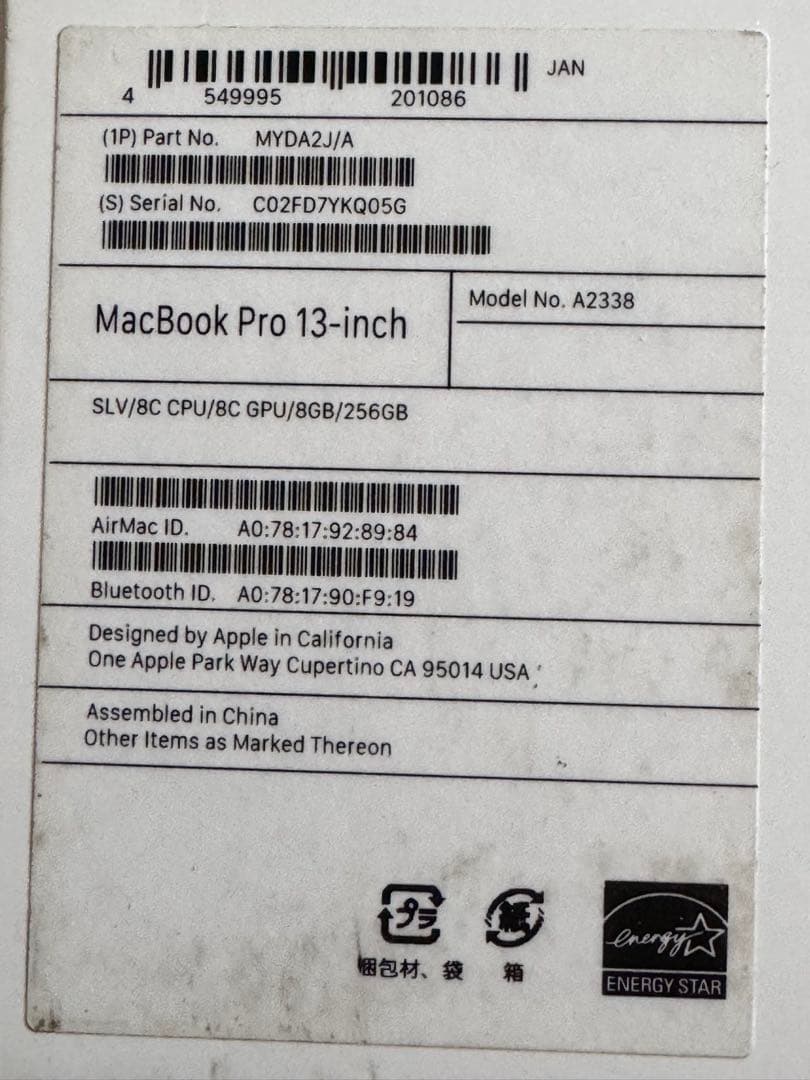 JAN
4 549995 201086
(1P) Part No. MYDA2J/A
(S) Serial No. C02FD7YKQ05G
MacBook Pro 13-inch
Model No. A2338
SLV/8C CPU/8C GPU/8GB/256GB
AirMac ID. A0:78:17:92:89:84
Bluetooth ID. A0:78:17:90:F9:19
Designed by Apple in California
One Apple Park Way Cupertino CA 95014 USA
Assembled in China
Other Items as Marked Thereon
プラ
紙
energy
梱包材、袋
箱
ENERGY STAR